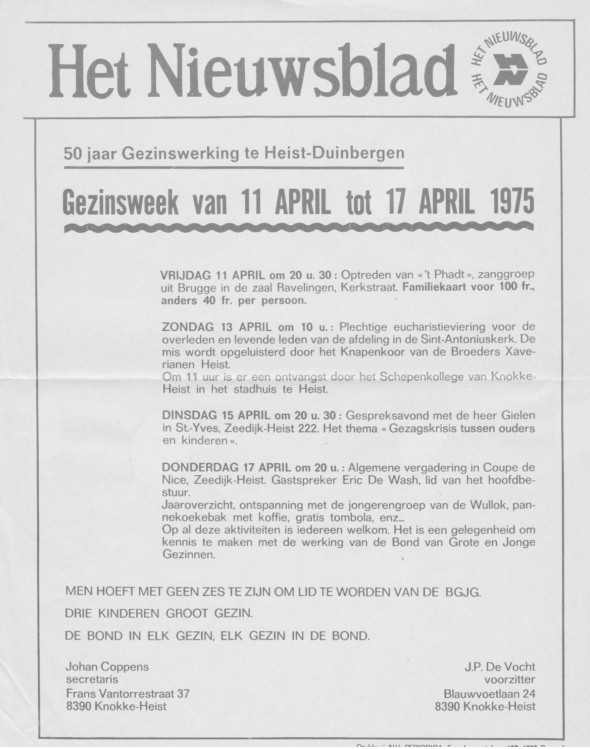 Het Nieuwsblad
HET NIEUWSBLAD
HET NIEUWSBLAD
50 jaar Gezinswerking te Heist-Duinbergen
Gezinsweek van 11 APRIL tot 17 APRIL 1975
VRIJDAG 11 APRIL om 20 u. 30 : Optreden van « 't Phadt », zanggroep
uit Brugge in de zaal Ravelingen, Kerkstraat. Familiekaart voor 100 fr.,
anders 40 fr. per persoon.
ZONDAG 13 APRIL om 10 u. : Plechtige eucharistieviering voor de
overleden en levende leden van de afdeling in de Sint-Antoniuskerk. De
mis wordt opgeluisterd door het Knapenkoor van de Broeders Xave-
rianen Heist.
Om 11 uur is er een ontvangst door het Schepenkollege van Knokke-
Heist in het stadhuis te Heist.
DINSDAG 15 APRIL om 20 u. 30 : Gespreksavond met de heer Gielen
in St.-Yves, Zeedijk-Heist 222. Het thema « Gezagskrisis tussen ouders
en kinderen ».
DONDERDAG 17 APRIL om 20 u. : Algemene vergadering in Coupe de
Nice, Zeedijk-Heist. Gastspreker Eric De Wash, lid van het hoofdbe-
stuur.
Jaaroverzicht, ontspanning met de jongerengroep van de Wullok, pan-
nekoekebak met koffie, gratis tombola, enz...
Op al deze aktiviteiten is iedereen welkom. Het is een gelegenheid om
kennis te maken met de werking van de Bond van Grote en Jonge
Gezinnen.
MEN HOEFT MET GEEN ZES TE ZIJN OM LID TE WORDEN VAN DE BGJG.
DRIE KINDEREN GROOT GEZIN.
DE BOND IN ELK GEZIN, ELK GEZIN IN DE BOND.
Johan Coppens
secretaris
Frans Vantorrestraat 37
8390 Knokke-Heist
J.P. De Vocht
voorzitter
Blauwvoetlaan 24
8390 Knokke-Heist